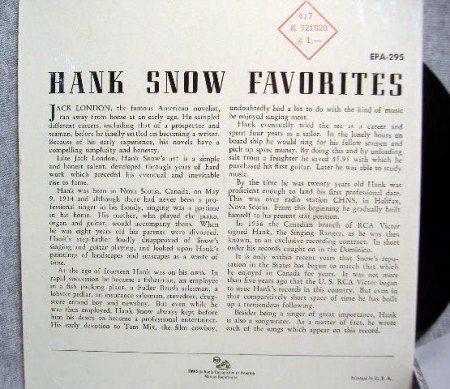 6/7
K 521020
EPA-295
HANK SNOW FAVORITES
JACK LONDON, the famous American novelist,
ran away from home at an early age. He sampled
different careers, including that of a prospector and
seaman, before he finally settled on becoming a writer.
Because of his early experience, his novels have a
compelling simplicity and honesty.
Like Jack London, Hank Snow's art is a simple
and honest talent, developed through years of hard
work which preceded his eventual and inevitable
rise to fame.
Hank was born in Nova Scotia, Canada, on May
9, 1914 and although there had never been a pro-
fessional singer in his family, singing was a pastime
in his home. His mother, who played the piano,
organ and guitar, would accompany them. When
he was eight years old his parents were divorced.
Hank's step-father loudly disapproved of Snow's
singing and guitar playing, and looked upon Hank's
paintings of landscapes and seascapes as a waste of
time.
At the age of fourteen Hank was on his own. In
rapid succession he became a fisherman, an employee
in a fish packing plant, a Fuller Brush salesman, a
lobster pedlar, an insurance salesman, stevedore, drug-
store errand boy and newsboy. But even while he
was thus employed, Hank Snow always kept before
him his desire to become a professional entertainer.
His early devotion to Tom Mix, the film cowboy,
undoubtedly had a lot to do with the kind of music
he enjoyed singing most.
Hank eventually tried the sea as a career and
spent four years as a sailor. In the lonely hours on
board ship he would sing for his fellow seamen and
pick up spare money. By doing this and by unloading
salt from a freighter he saved $5.95 with which he
purchased his first guitar. Later he was able to study
music.
By the time he was twenty years old Hank was
proficient enough to land his first professional date.
This was over radio station CHNS, in Halifax,
Nova Scotia. From this beginning he gradually built
himself to his present star position.
In 1936 the Canadian branch of RCA Victor
signed Hank, the Singing Ranger, as he was then
known, to an exclusive recording contract. In short
order his records caught on in the Dominion.
It is only within recent years that Snow's repu-
tation in the States has begun to match that which
he enjoyed in Canada for years. It was not more
than five years ago that the U. S. RCA Victor began
to issue Hank's records in this country. But even in
that comparatively short space of time he has built
up a tremendous following.
Besides being a singer of great importance, Hank
is also a songwriter. As a matter of fact, he wrote
each of the songs which appear on this record.
Printed in U. S. A.